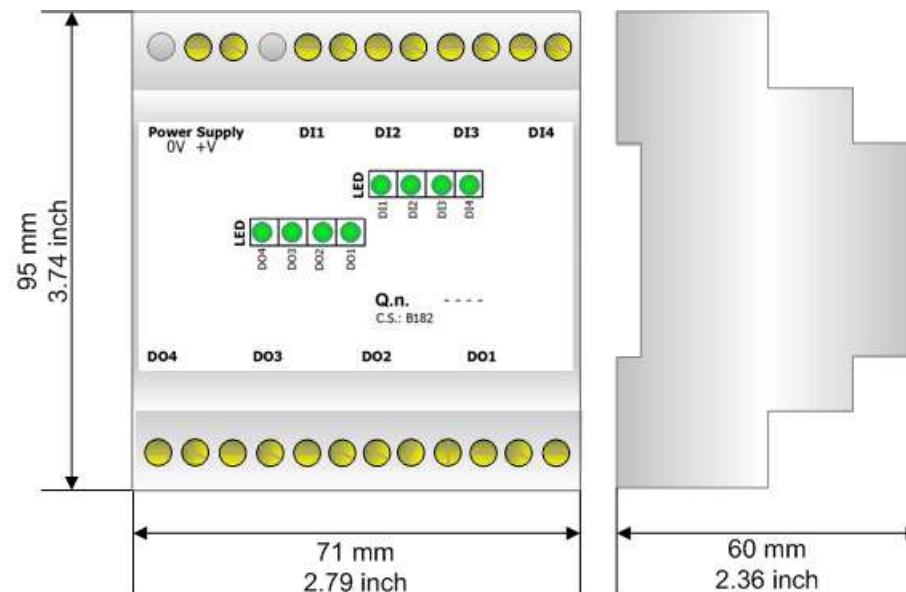 Power Supply DI1 DI2 DI3 DI4
0V +V
LED
DI1 DI2 DI3 DI4
LED
DO4 DO3 DO2 DO1
Q.n. - - - -
C.S.: B182
DO4 DO3 DO2 DO1
95 mm
3.74 inch
71 mm
2.79 inch
60 mm
2.36 inch